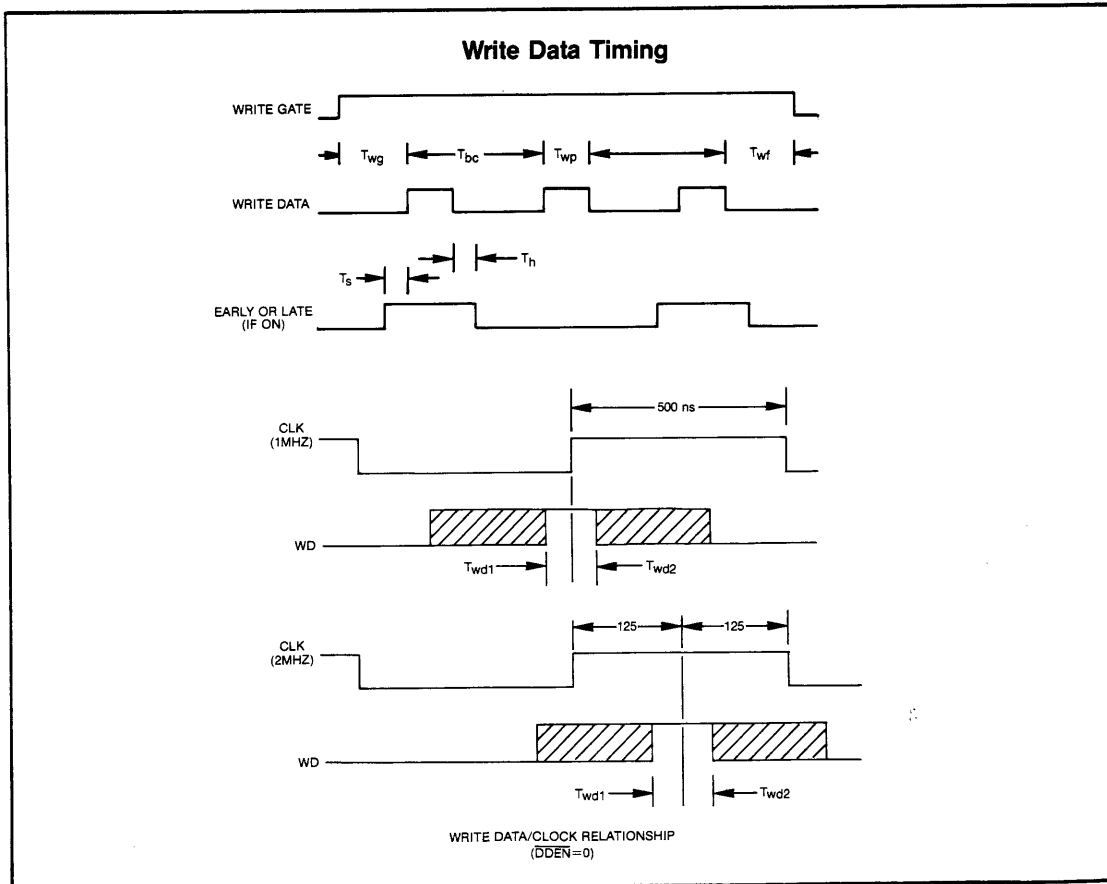 Write Data Timing
WRITE GATE
Twg
Tbc
Twp
Twf
WRITE DATA
Ts
Th
EARLY OR LATE
(IF ON)
500 ns
CLK
(1MHZ)
WD
Twd1
Twd2
125
125
CLK
(2MHZ)
WD
Twd1
Twd2
WRITE DATA/CLOCK RELATIONSHIP
(D̅D̅E̅N̅=0)